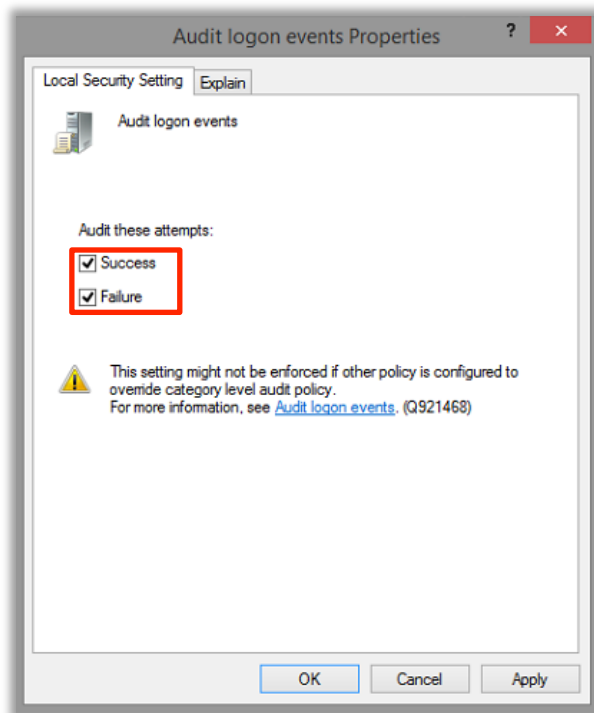 Audit logon events Properties
?
Local Security Setting
Explain
Audit logon events
Audit these attempts:
Success
Failure
This setting might not be enforced if other policy is configured to
override category level audit policy.
For more information, see Audit logon events. (Q921468)
OK
Cancel
Apply